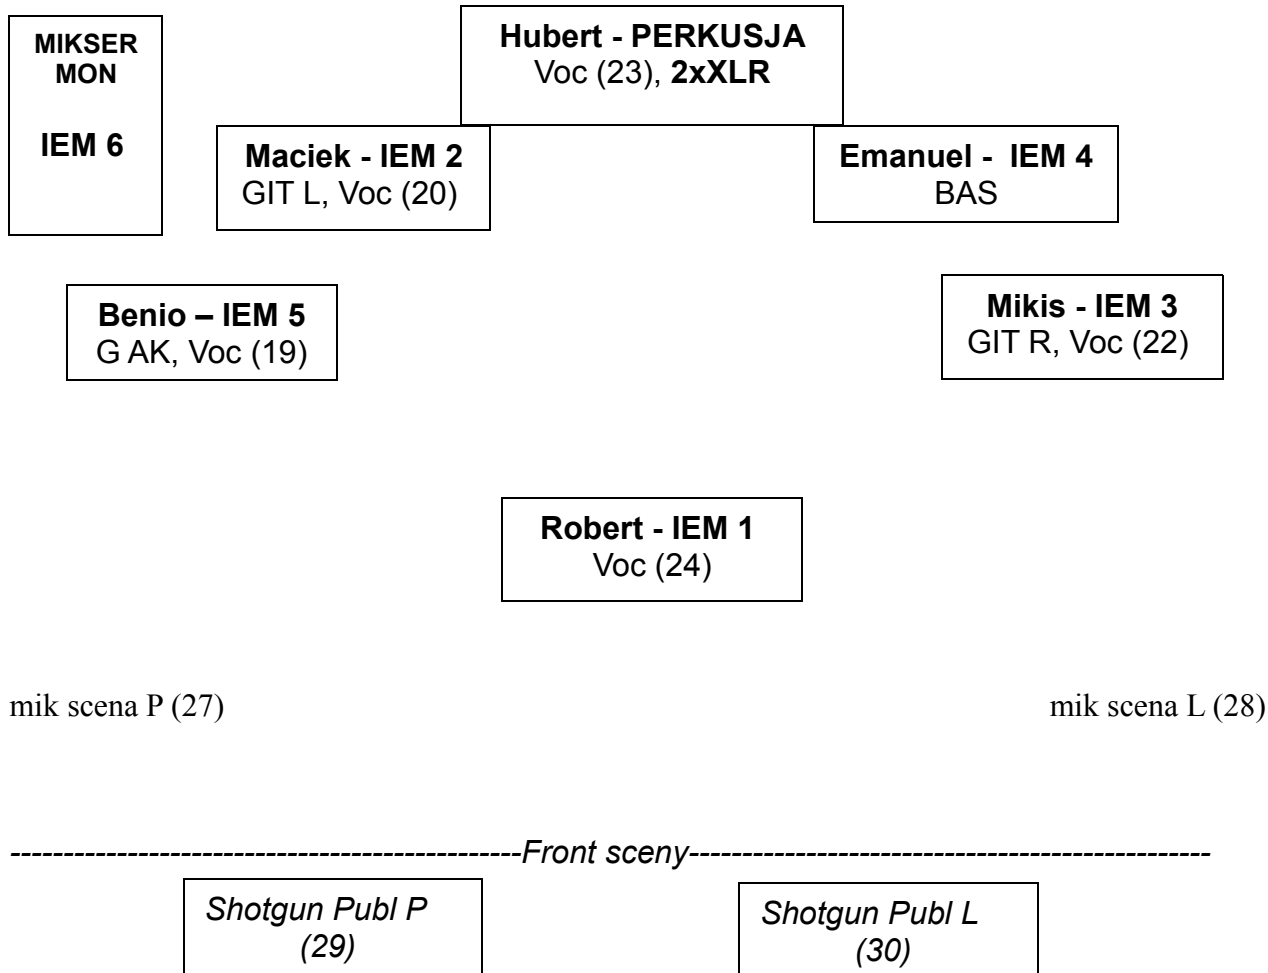 MIKSER
MON
IEM 6
Hubert - PERKUSJA
Voc (23), 2xXLR
Maciek - IEM 2
GIT L, Voc (20)
Emanuel - IEM 4
BAS
Benio – IEM 5
G AK, Voc (19)
Mikis - IEM 3
GIT R, Voc (22)
Robert - IEM 1
Voc (24)
mik scena P (27)
mik scena L (28)
-------------------------------------------------Front sceny--------------------------------------------------
Shotgun Publ P
(29)
Shotgun Publ L
(30)